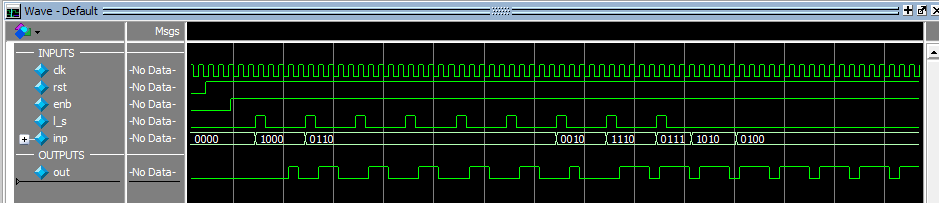 Wave - Default
Msgs
INPUTS
clk -No Data-
rst -No Data-
enb -No Data-
l_s -No Data-
inp -No Data- 0000 1000 0110 0010 1110 0111 1010 0100
OUTPUTS
out -No Data-